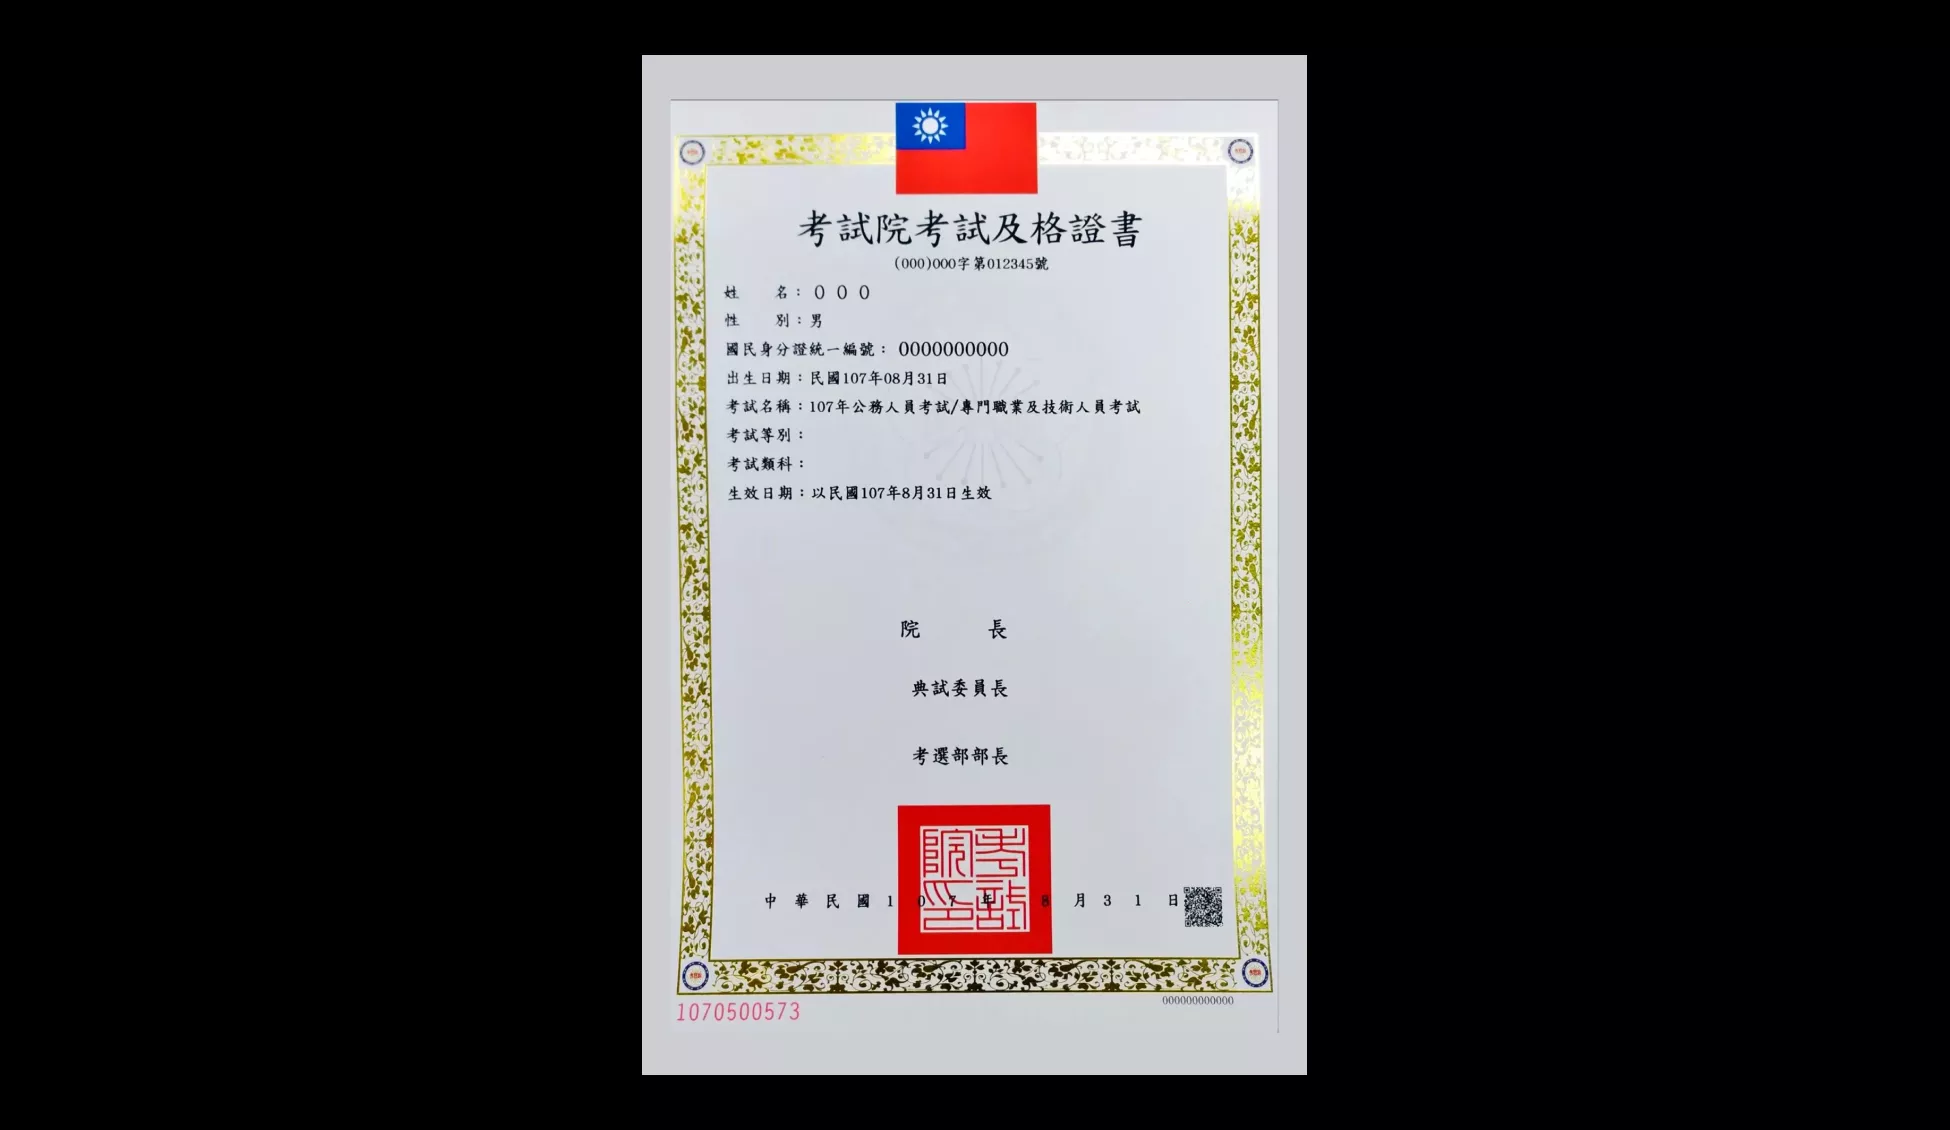 考試院考試及格證書
(000)000字第012345號
姓 名：０００
性 別：男
國民身分證統一編號：0000000000
出生日期：民國107年08月31日
考試名稱：107年公務人員考試/專門職業及技術人員考試
考試等別：
考試類科：
生效日期：以民國107年8月31日生效
院 長
典試委員長
考選部部長
考試院印
中華民國107年8月31日
000000000000
1070500573